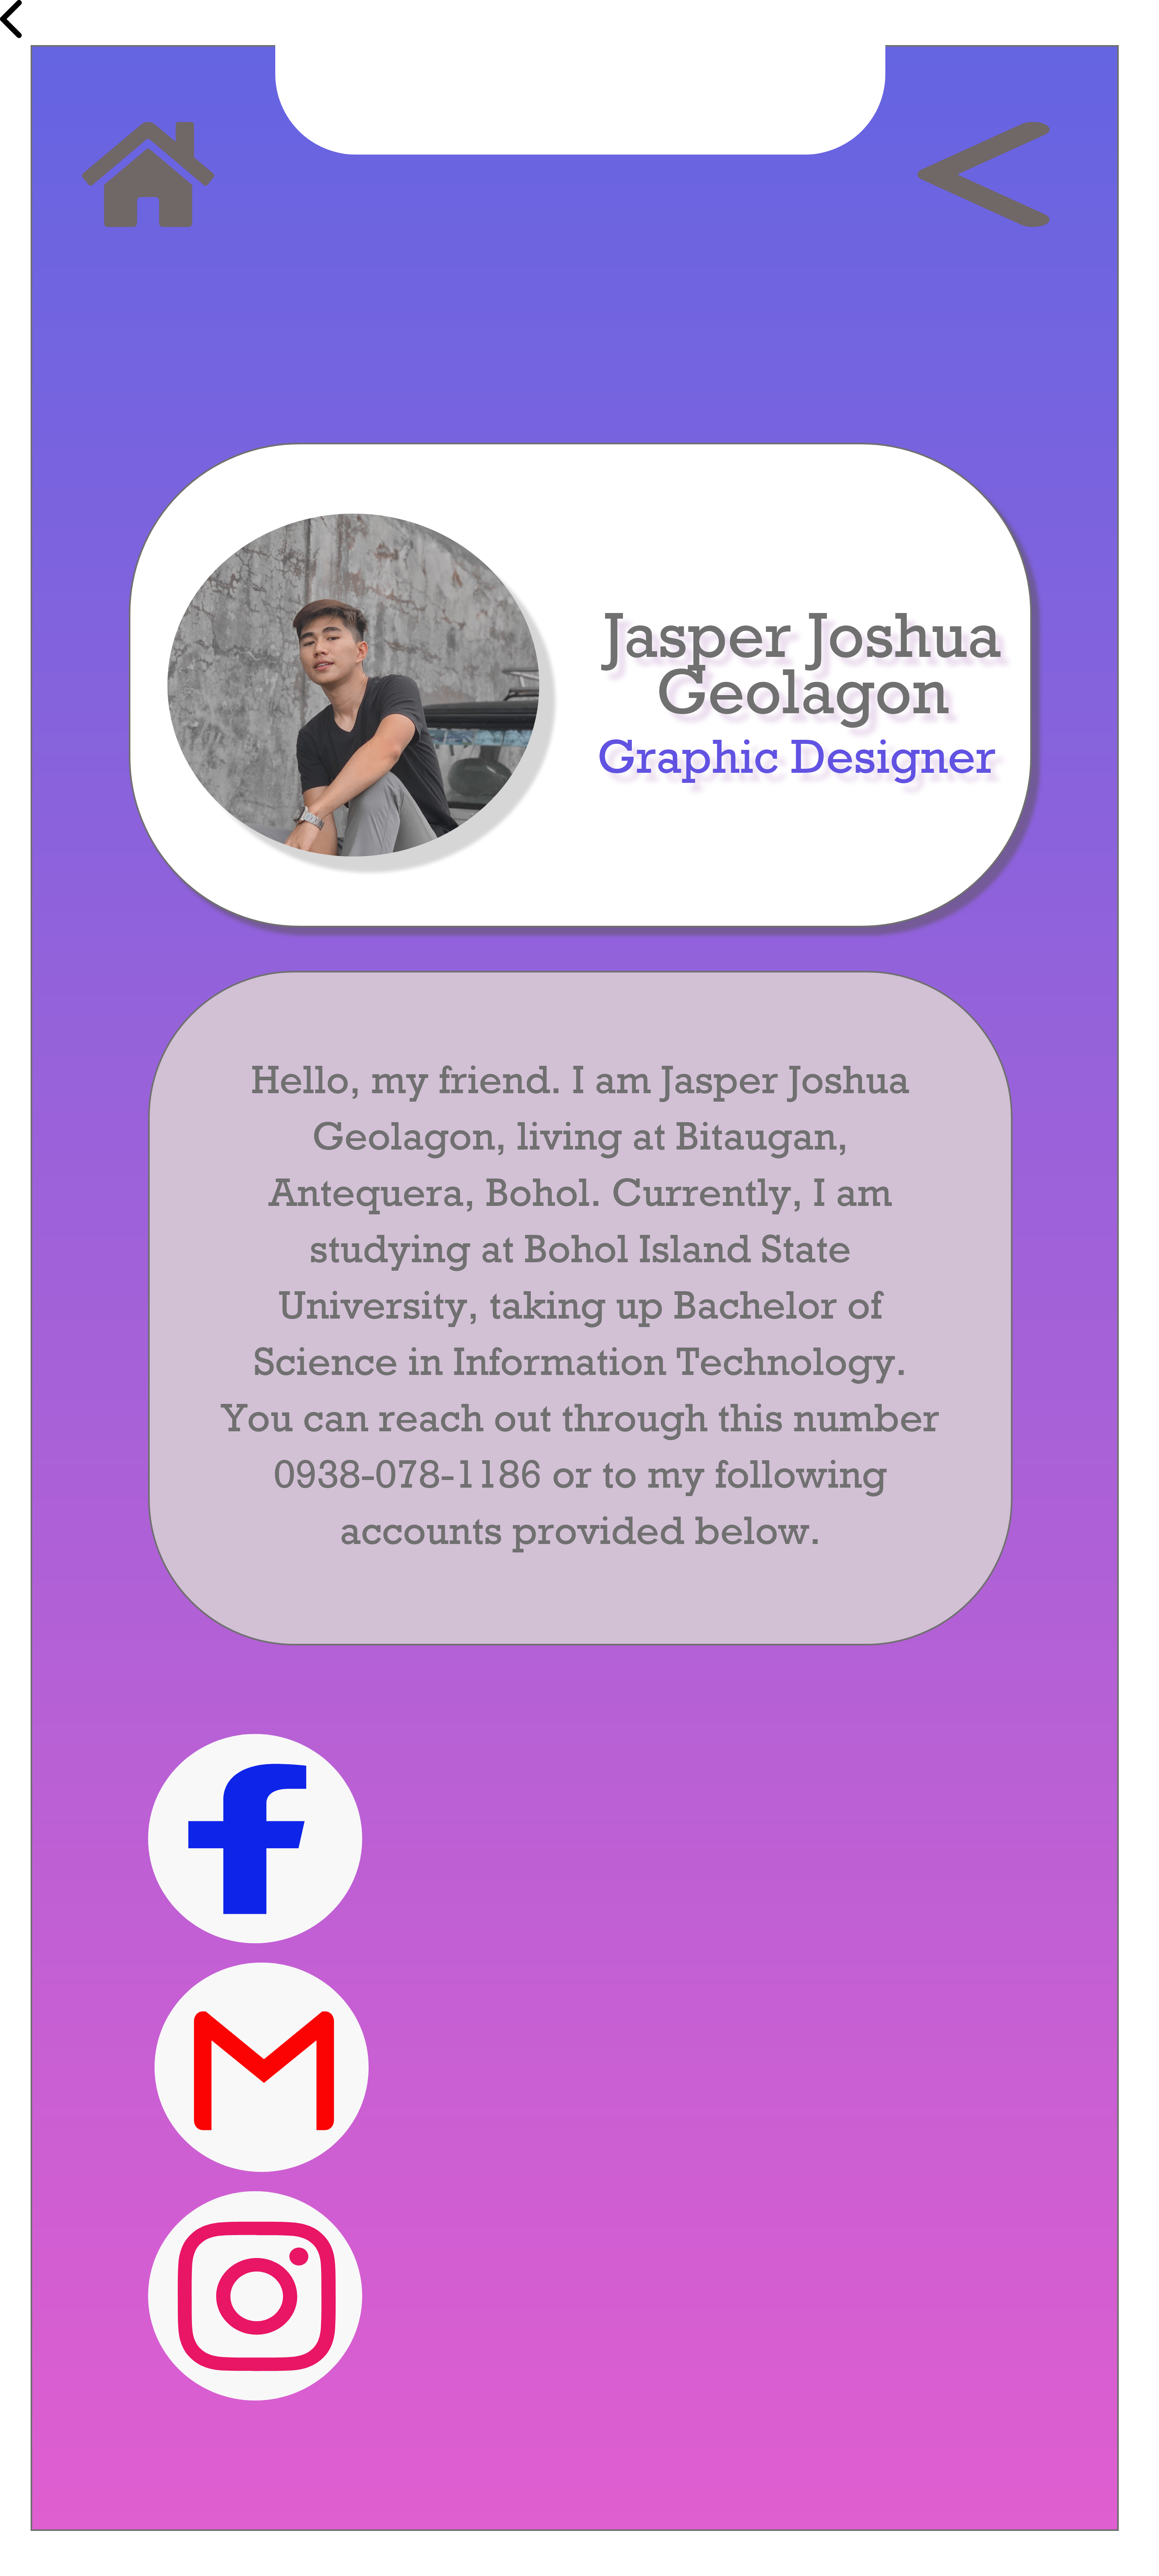 Jasper Joshua
Geolagon
Graphic Designer
Hello, my friend. I am Jasper Joshua
Geolagon, living at Bitaugan,
Antequera, Bohol. Currently, I am
studying at Bohol Island State
University, taking up Bachelor of
Science in Information Technology.
You can reach out through this number
0938-078-1186 or to my following
accounts provided below.